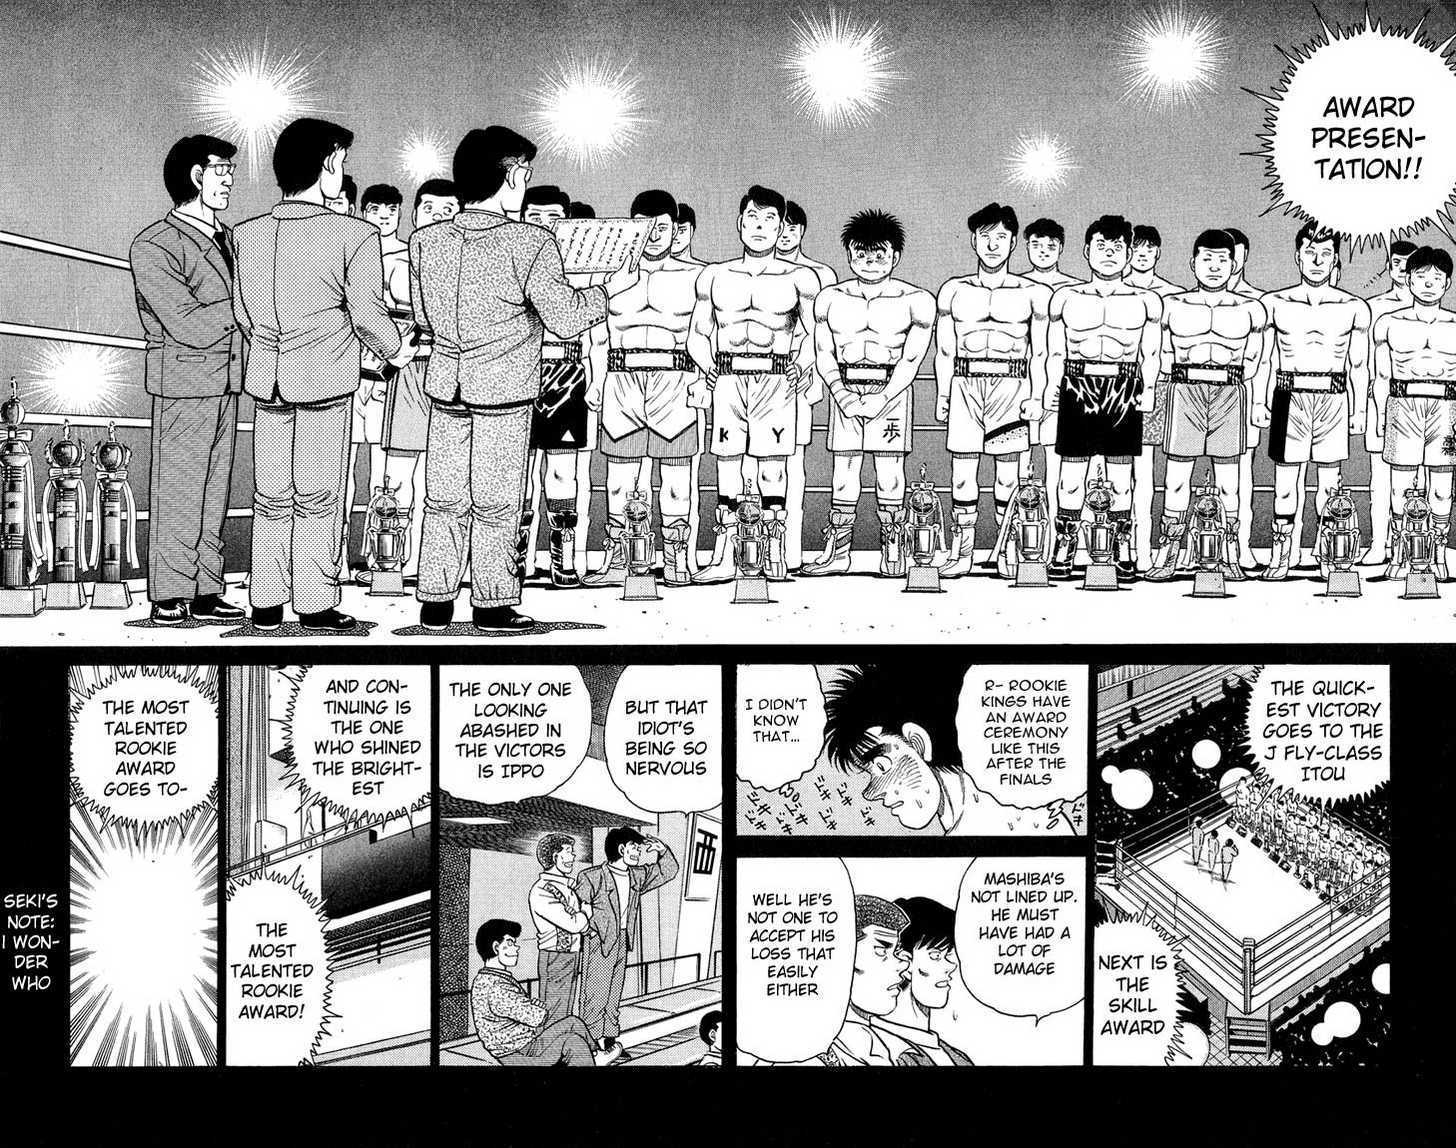 AWARD
PRESEN-
TATION!!
K Y
一歩
THE QUICK-
EST VICTORY
GOES TO THE
J FLY-CLASS
ITOU
NEXT IS
THE
SKILL
AWARD
R- ROOKIE
KINGS HAVE
AN AWARD
CEREMONY
LIKE THIS
AFTER THE
FINALS
I DIDN'T
KNOW
THAT...
ド
MASHIBA'S
NOT LINED UP.
HE MUST
HAVE HAD A
LOT OF
DAMAGE
WELL HE'S
NOT ONE TO
ACCEPT HIS
LOSS THAT
EASILY
EITHER
BUT THAT
IDIOT'S
BEING SO
NERVOUS
THE ONLY ONE
LOOKING
ABASHED IN
THE VICTORS
IS IPPO
西
AND CON-
TINUING IS
THE ONE
WHO SHINED
THE BRIGHT-
EST
THE
MOST
TALENTED
ROOKIE
AWARD!
THE MOST
TALENTED
ROOKIE
AWARD
GOES TO-
SEKI'S
NOTE:
I WON-
DER
WHO